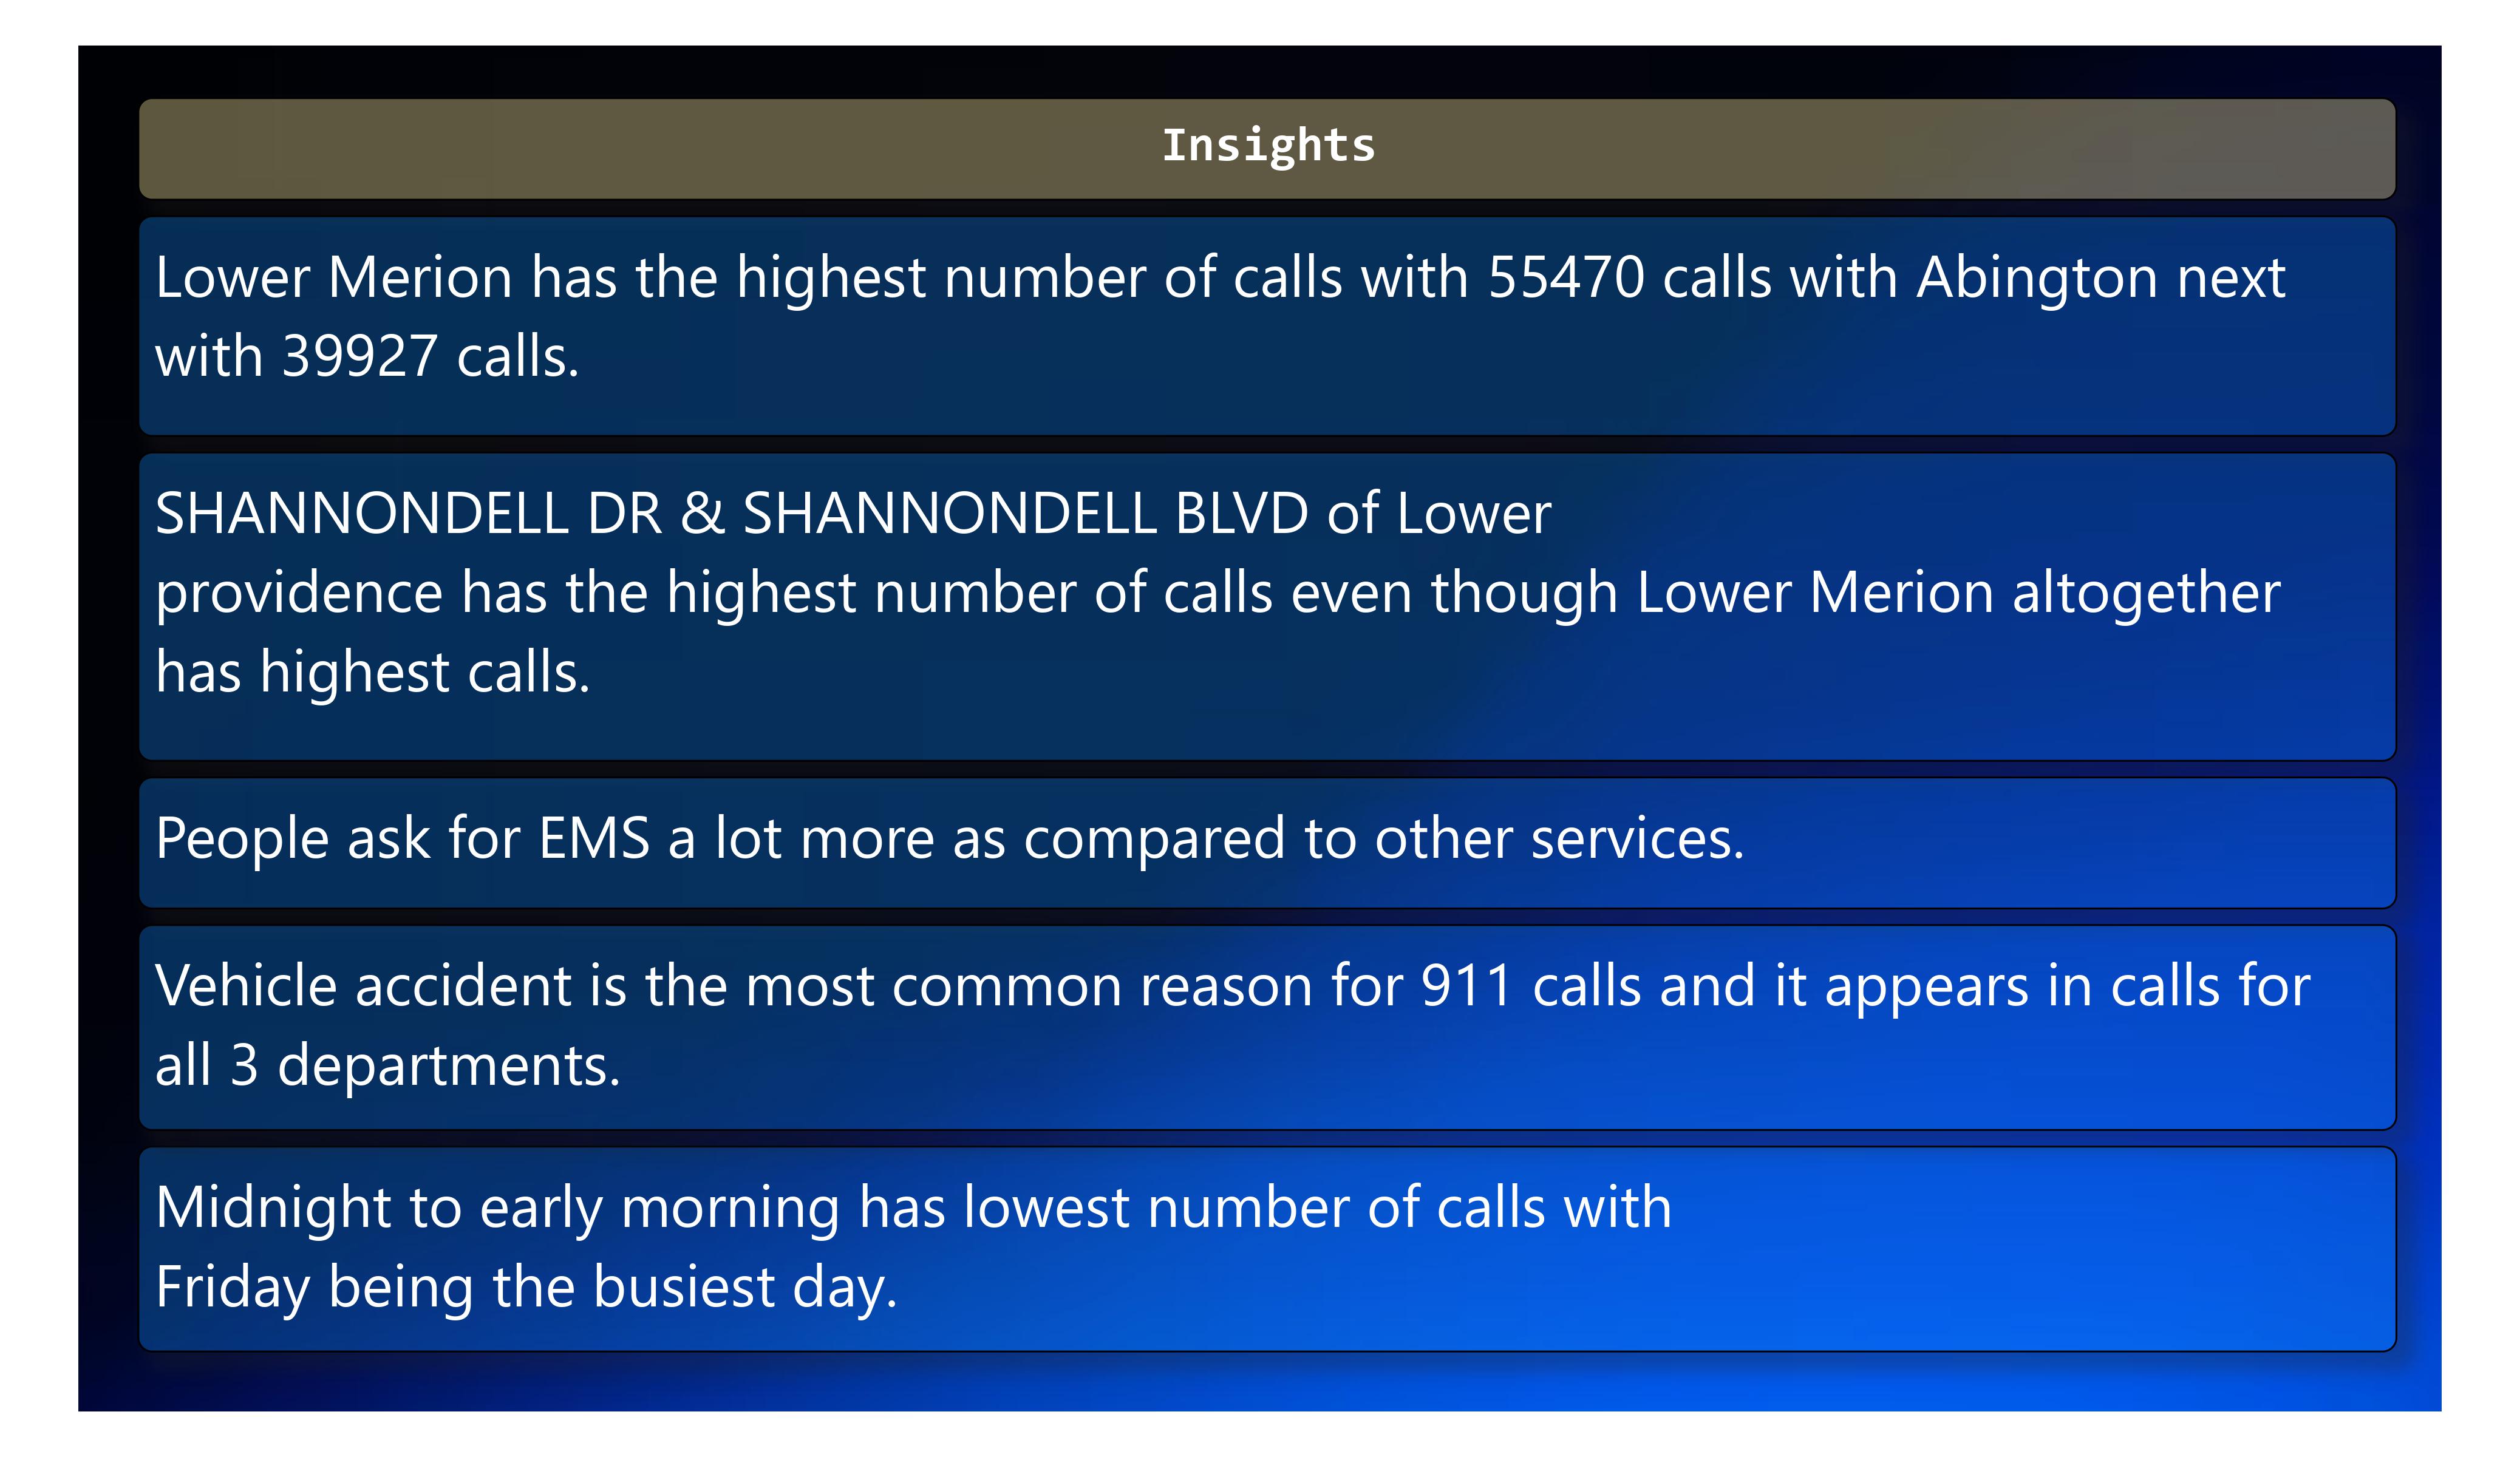 Insights
Lower Merion has the highest number of calls with 55470 calls with Abington next
with 39927 calls.
SHANNONDELL DR & SHANNONDELL BLVD of Lower
providence has the highest number of calls even though Lower Merion altogether
has highest calls.
People ask for EMS a lot more as compared to other services.
Vehicle accident is the most common reason for 911 calls and it appears in calls for
all 3 departments.
Midnight to early morning has lowest number of calls with
Friday being the busiest day.